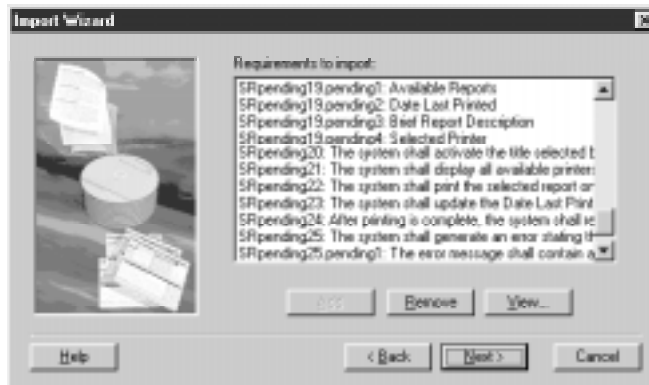 Import Wizard
Requirements to import:
SRpending19.pending1: Available Reports
SRpending19.pending2: Date Last Printed
SRpending19.pending3: Brief Report Description
SRpending19.pending4: Selected Printer
SRpending20: The system shall activate the title selected b
SRpending21: The system shall display all available printers
SRpending22: The system shall print the selected report on
SRpending23: The system shall update the Date Last Print
SRpending24: After printing is complete, the system shall re
SRpending25: The system shall generate an error stating th
SRpending25.pending1: The error message shall contain a
Add Remove View...
Help < Back Next > Cancel